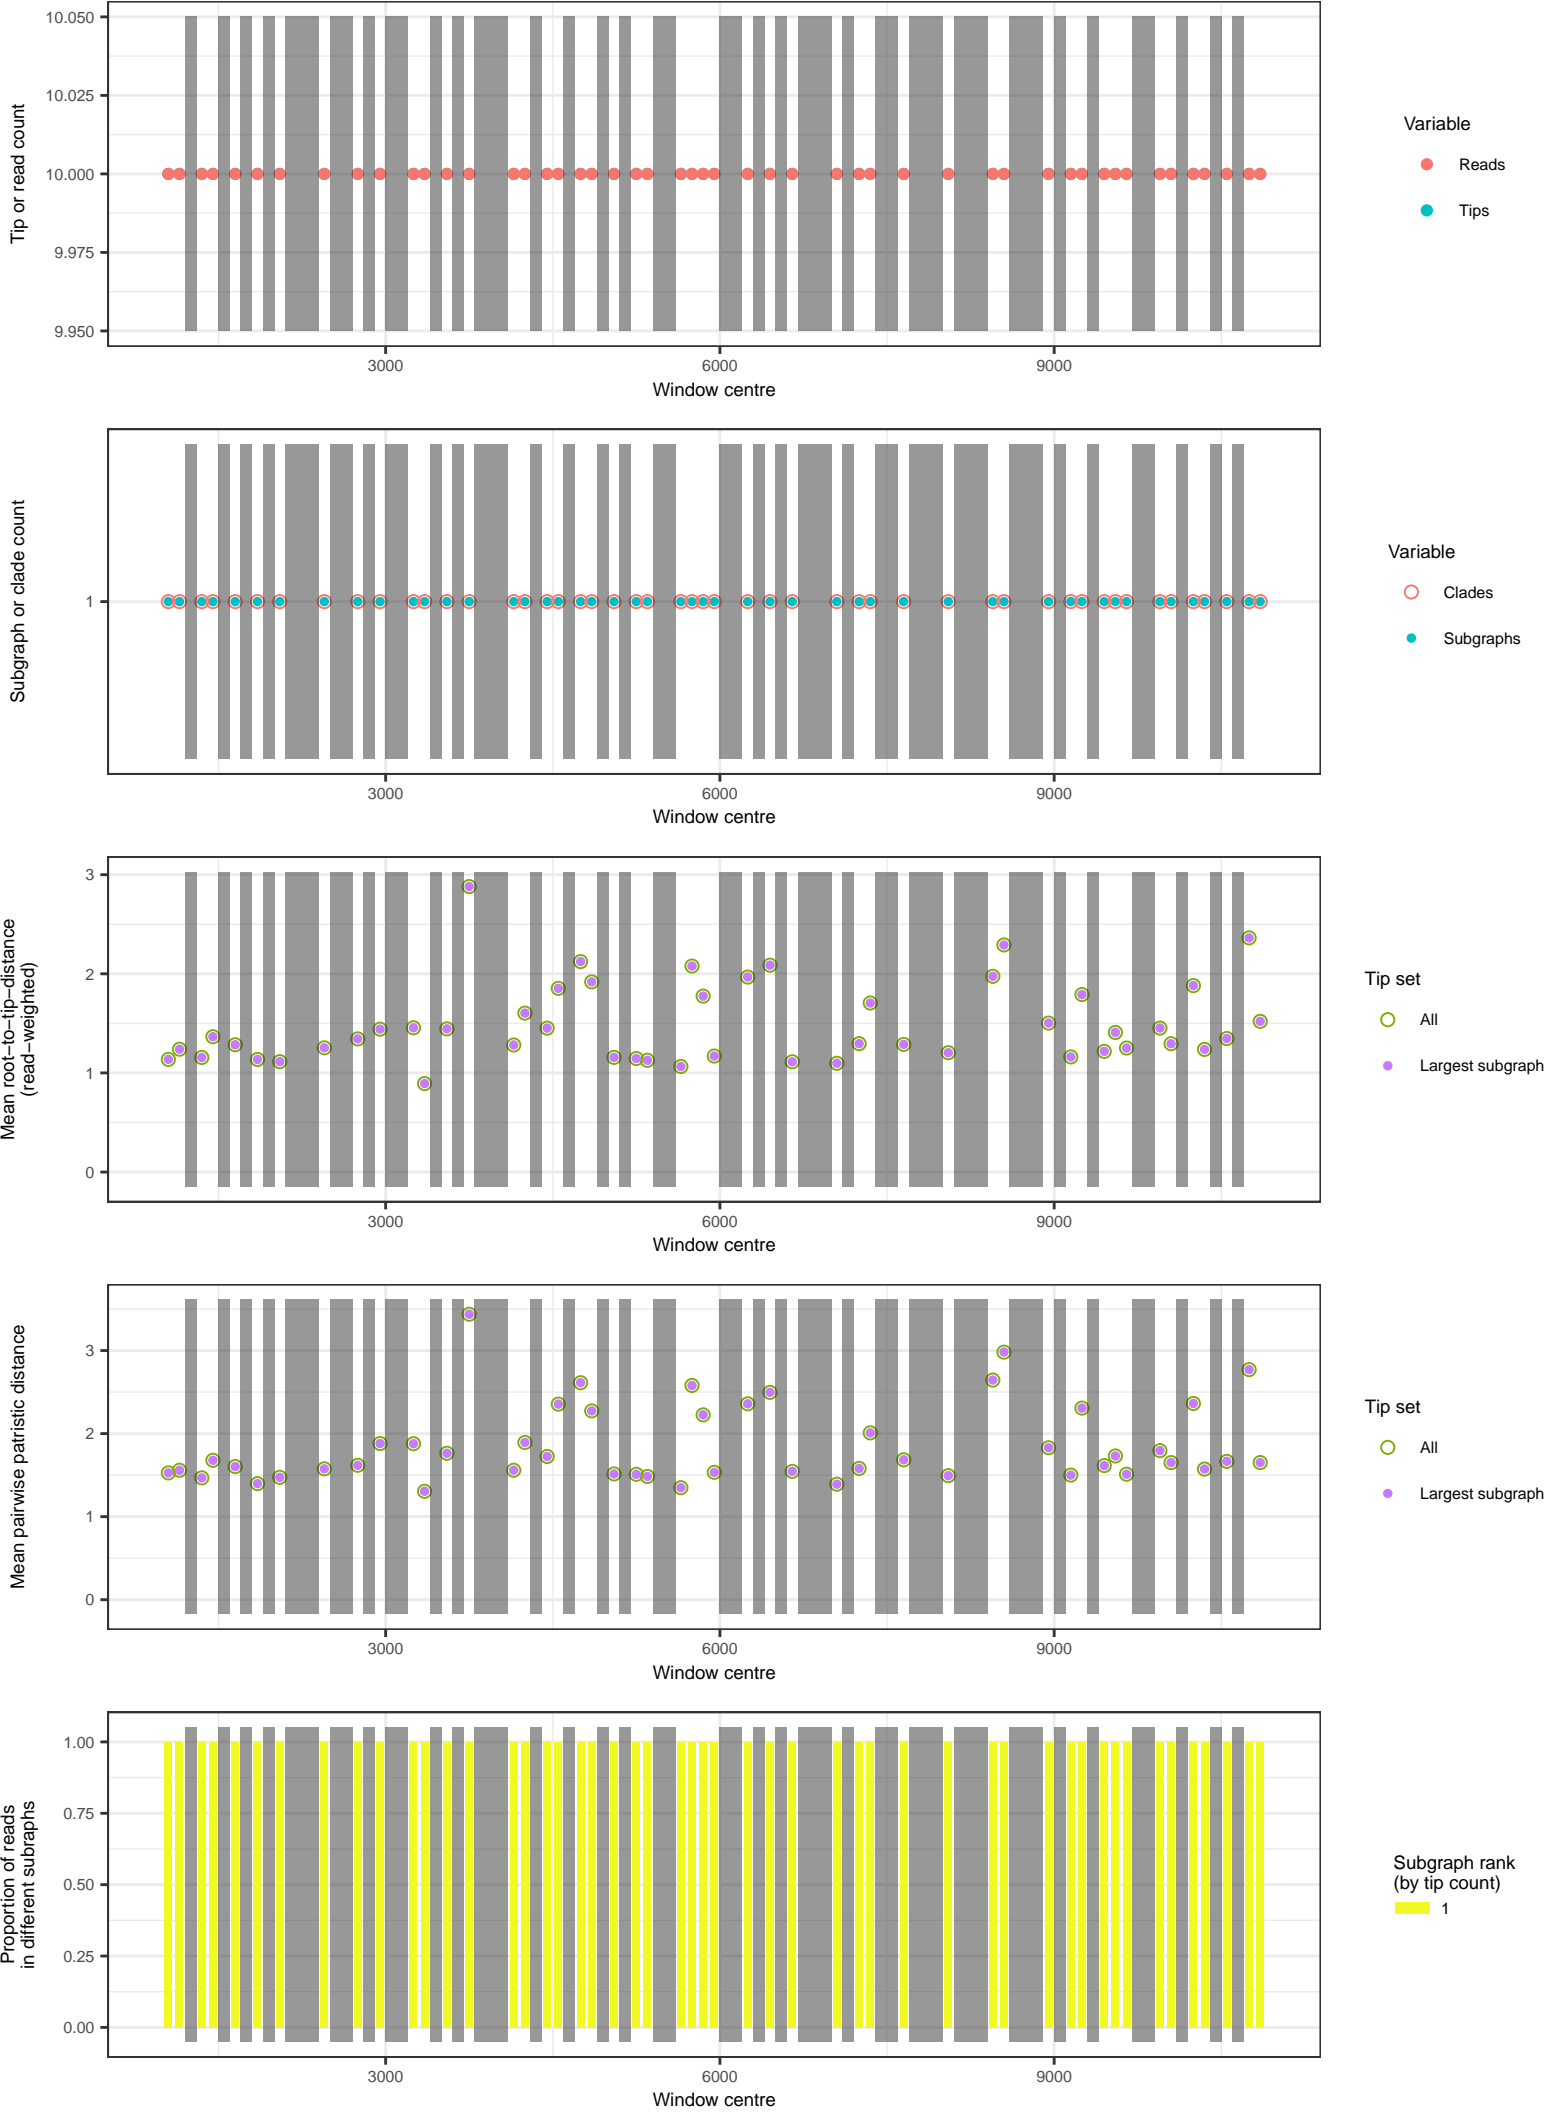 10.050
10.025
10.000
9.975
9.950
Tip or read count
3000
6000
9000
Window centre
Variable
Reads
Tips
Subgraph or clade count
1
3000
6000
9000
Window centre
Variable
Clades
Subgraphs
Mean root−to−tip−distance
(read−weighted)
3
2
1
0
3000
6000
9000
Window centre
Tip set
All
Largest subgraph
Mean pairwise patristic distance
3
2
1
0
3000
6000
9000
Window centre
Tip set
All
Largest subgraph
Proportion of reads
in different subraphs
1.00
0.75
0.50
0.25
0.00
3000
6000
9000
Window centre
Subgraph rank
(by tip count)
1